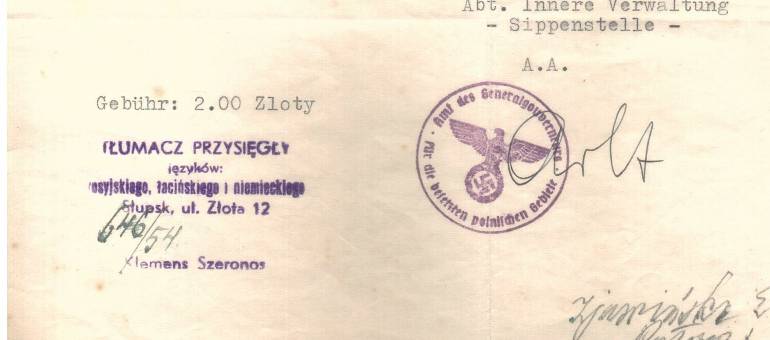 Abt. Innere Verwaltung
- Sippenstelle -
A.A.
Gebühr: 2.00 Zloty
Amt des Generalgouverneurs
für die besetzten polnischen Gebiete
Arlt
TŁUMACZ PRZYSIĘGŁY
języków:
rosyjskiego, łacińskiego i niemieckiego
Słupsk, ul. Złota 12
646/54.
Klemens Szeronos